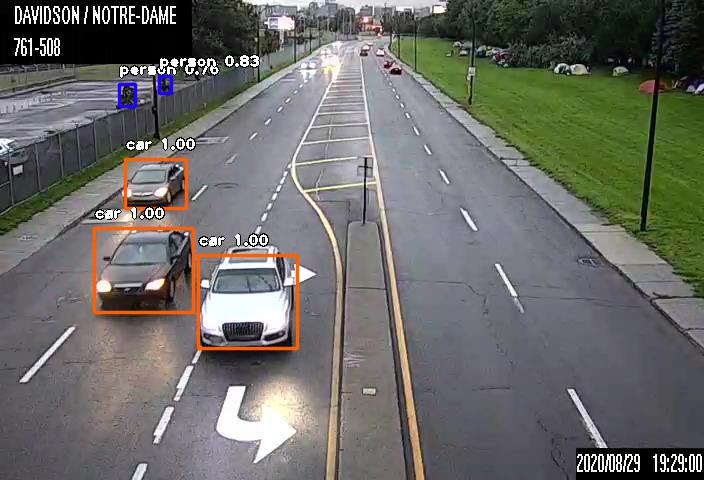 DAVIDSON / NOTRE-DAME
761-508
person 0.83
person 0.76
car 1.00
car 1.00
car 1.00
2020/08/29 19:29:00